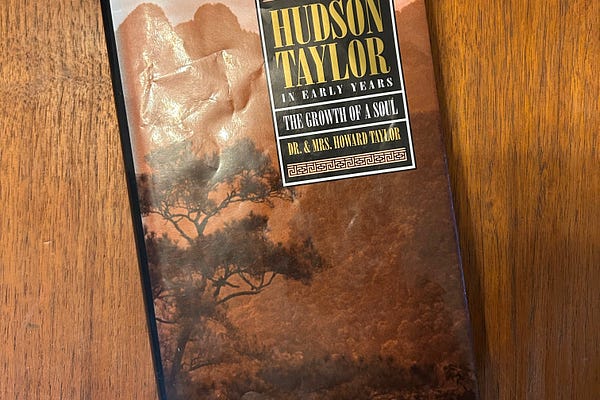 HUDSON
TAYLOR
IN EARLY YEARS
THE GROWTH OF A SOUL
DR. & MRS. HOWARD TAYLOR